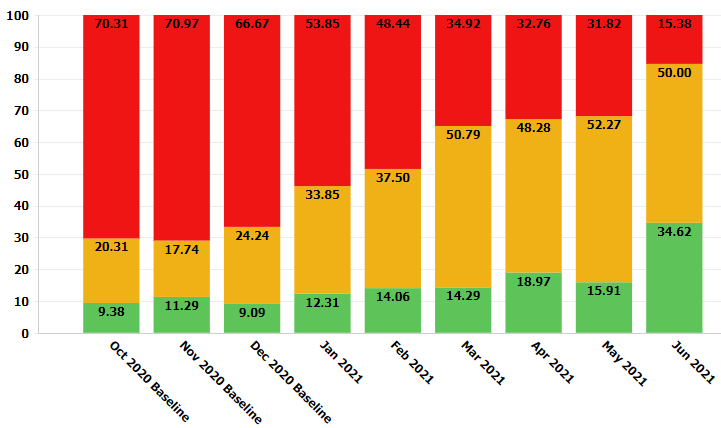 100
90
80
70
60
50
40
30
20
10
0
70.31 70.97 66.67 53.85 48.44 34.92 32.76 31.82 15.38
20.31 17.74 24.24 33.85 37.50 50.79 48.28 52.27 50.00
9.38 11.29 9.09 12.31 14.06 14.29 18.97 15.91 34.62
Oct 2020 Baseline
Nov 2020 Baseline
Dec 2020 Baseline
Jan 2021
Feb 2021
Mar 2021
Apr 2021
May 2021
Jun 2021